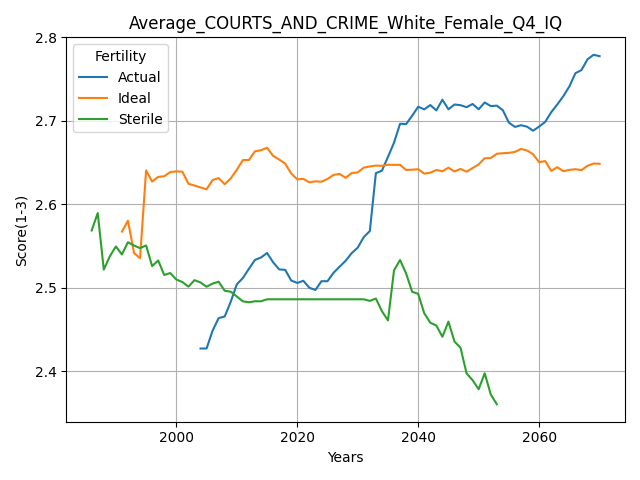 Average_COURTS_AND_CRIME_White_Female_Q4_IQ
Fertility
Actual
Ideal
Sterile
Score(1-3)
2.8
2.7
2.6
2.5
2.4
2000 2020 2040 2060
Years